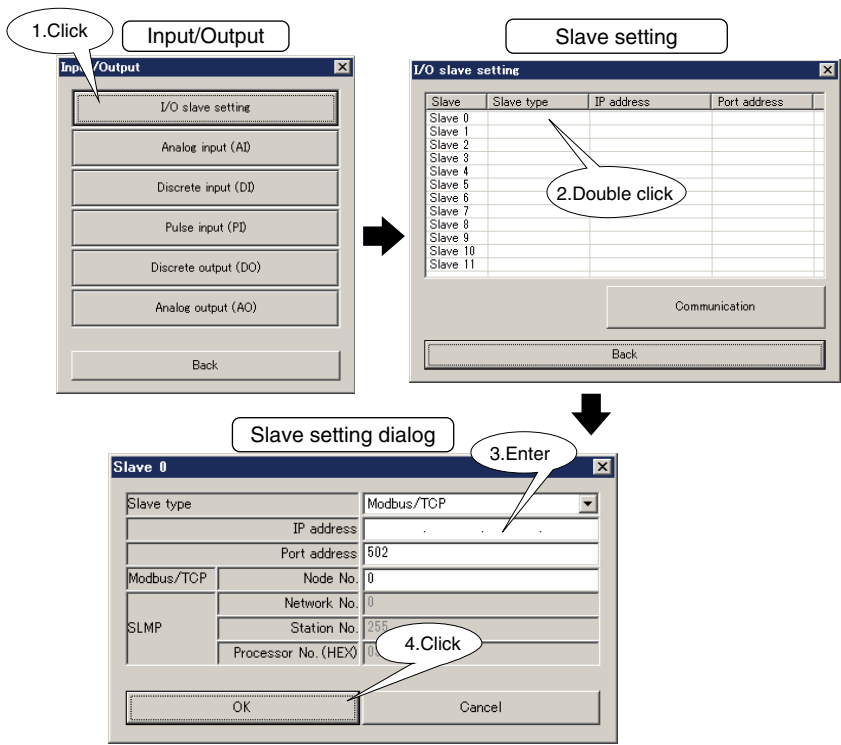 1.Click
Input/Output
Input/Output
I/O slave setting
Analog input (AI)
Discrete input (DI)
Pulse input (PI)
Discrete output (DO)
Analog output (AO)
Back
Slave setting
I/O slave setting
Slave Slave type IP address Port address
Slave 0
Slave 1
Slave 2
Slave 3
Slave 4
Slave 5
Slave 6
Slave 7
Slave 8
Slave 9
Slave 10
Slave 11
2.Double click
Communication
Back
Slave setting dialog
3.Enter
Slave 0
Slave type Modbus/TCP
IP address . . .
Port address 502
Modbus/TCP Node No. 0
Network No. 0
SLMP Station No. 255
Processor No.(HEX)
4.Click
OK Cancel